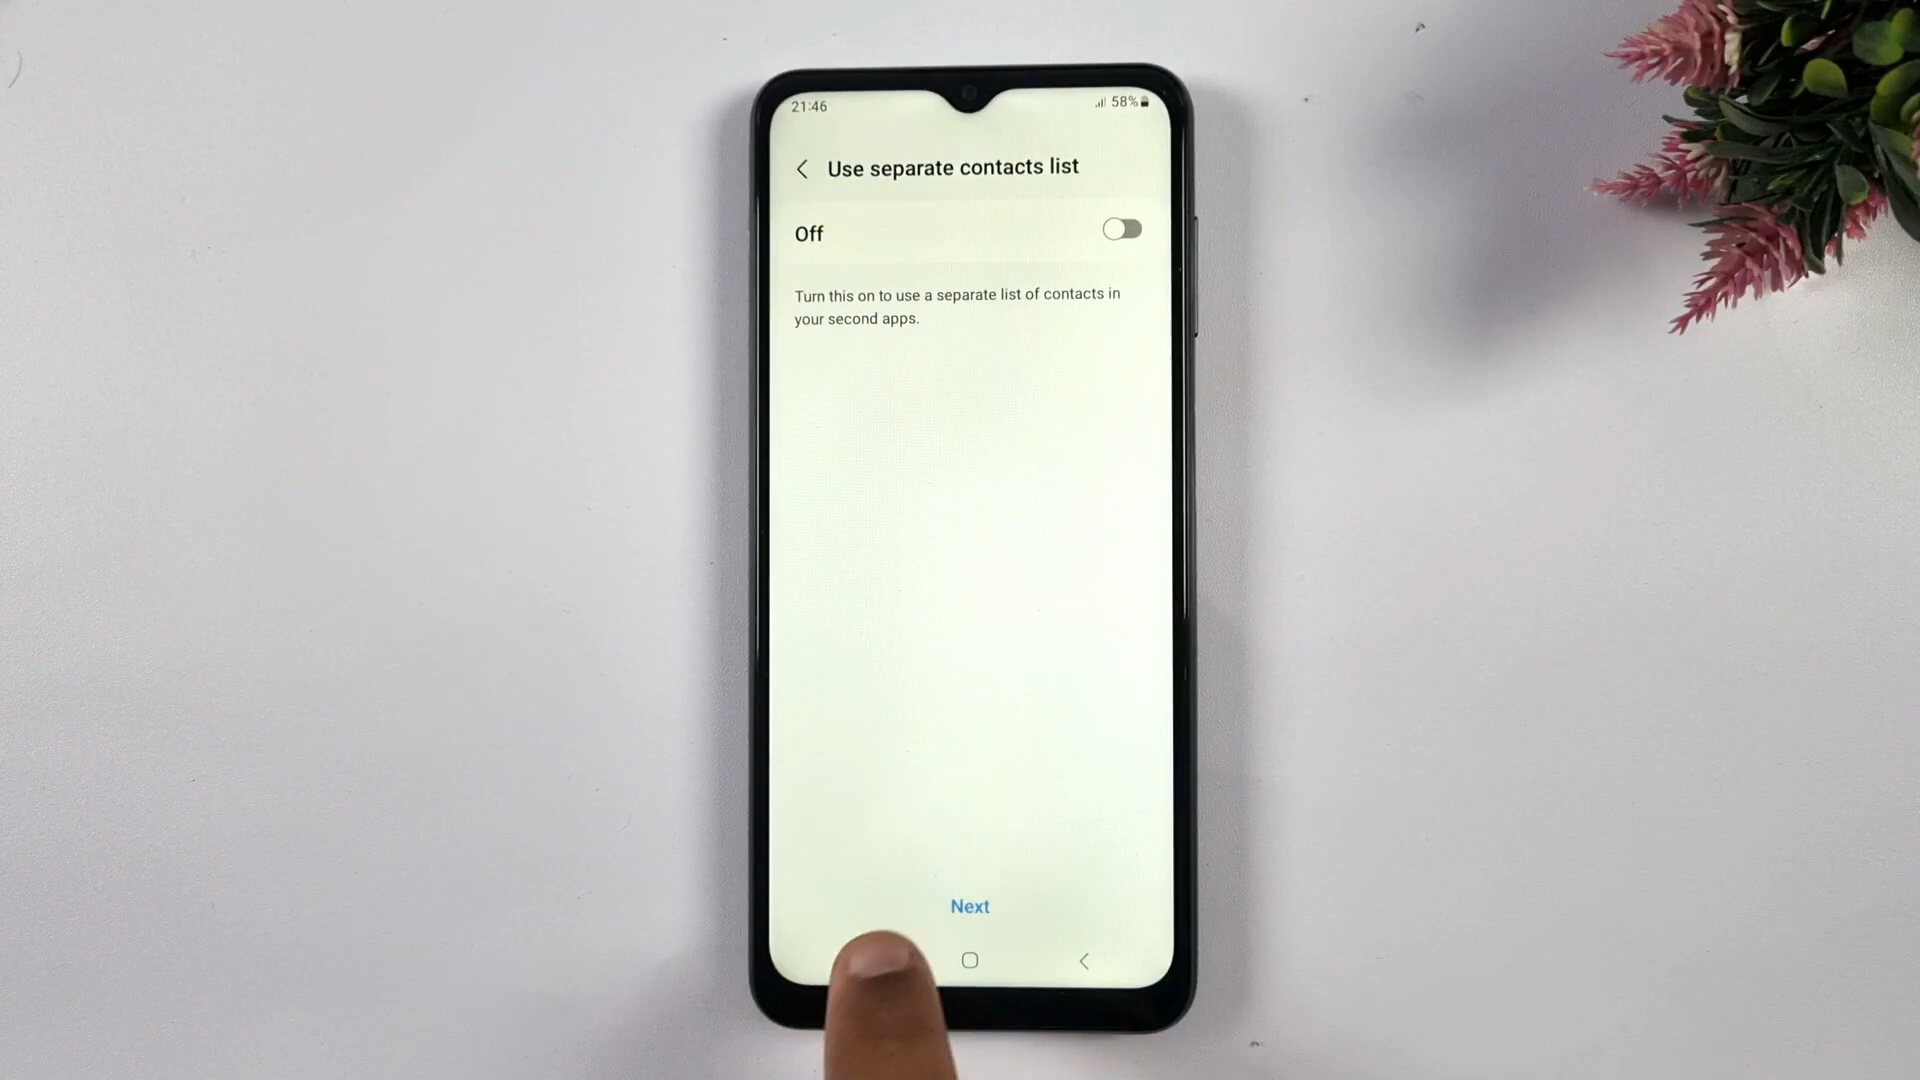 21:46
58%
Use separate contacts list
Off
Turn this on to use a separate list of contacts in
your second apps.
Next